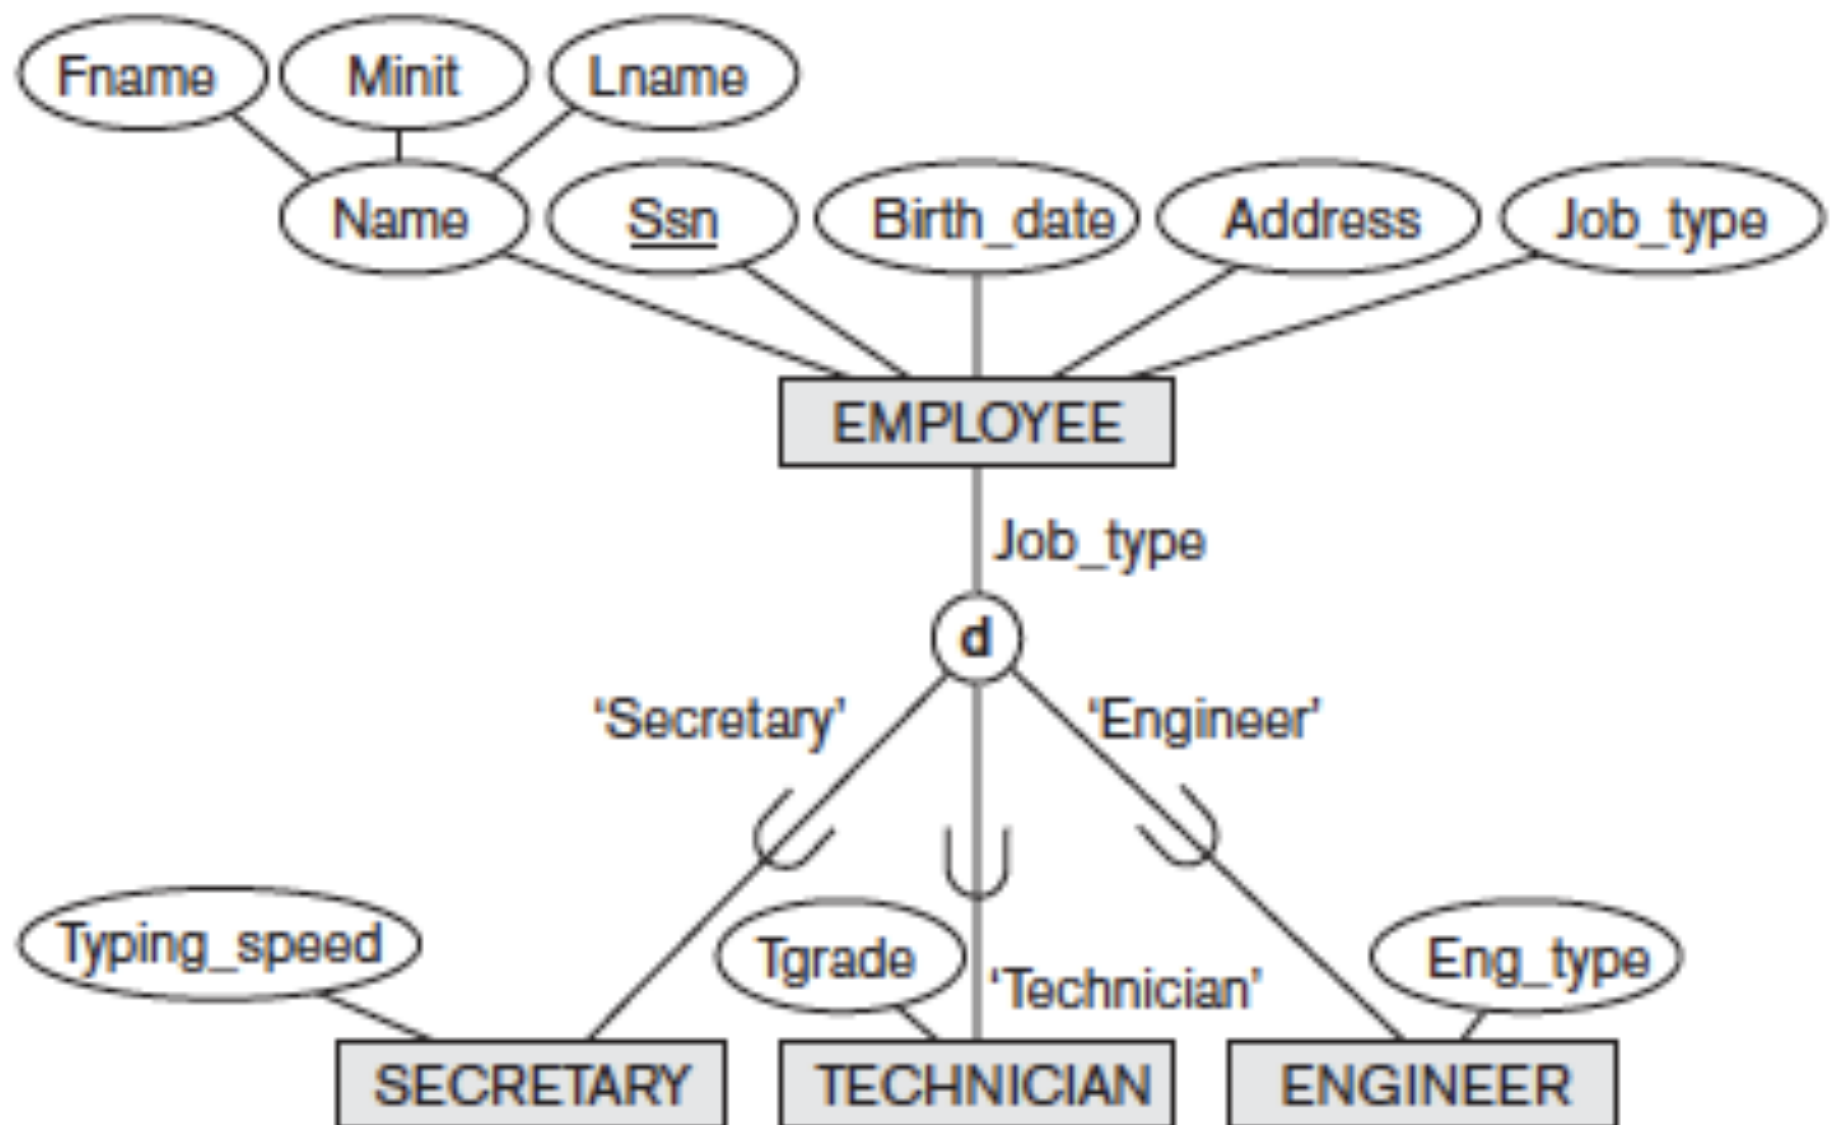 Fname Minit Lname
Name Ssn Birth_date Address Job_type
EMPLOYEE
Job_type
d
‘Secretary’ ‘Engineer’
Typing_speed Tgrade ‘Technician’ Eng_type
SECRETARY TECHNICIAN ENGINEER